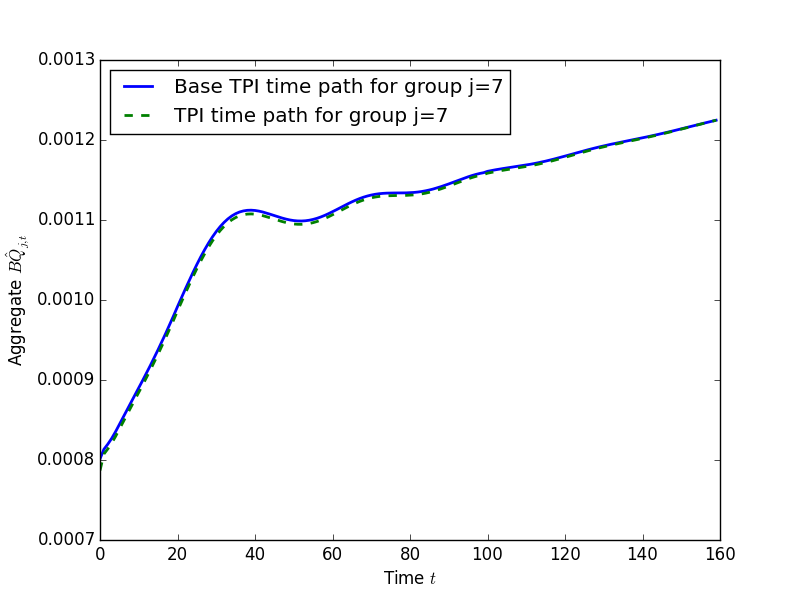 0.0013
Base TPI time path for group j=7
TPI time path for group j=7
0.0012
0.0011
0.0010
0.0009
0.0008
0.0007
Aggregate $\hat{BQ}_{j,t}$
0 20 40 60 80 100 120 140 160
Time t